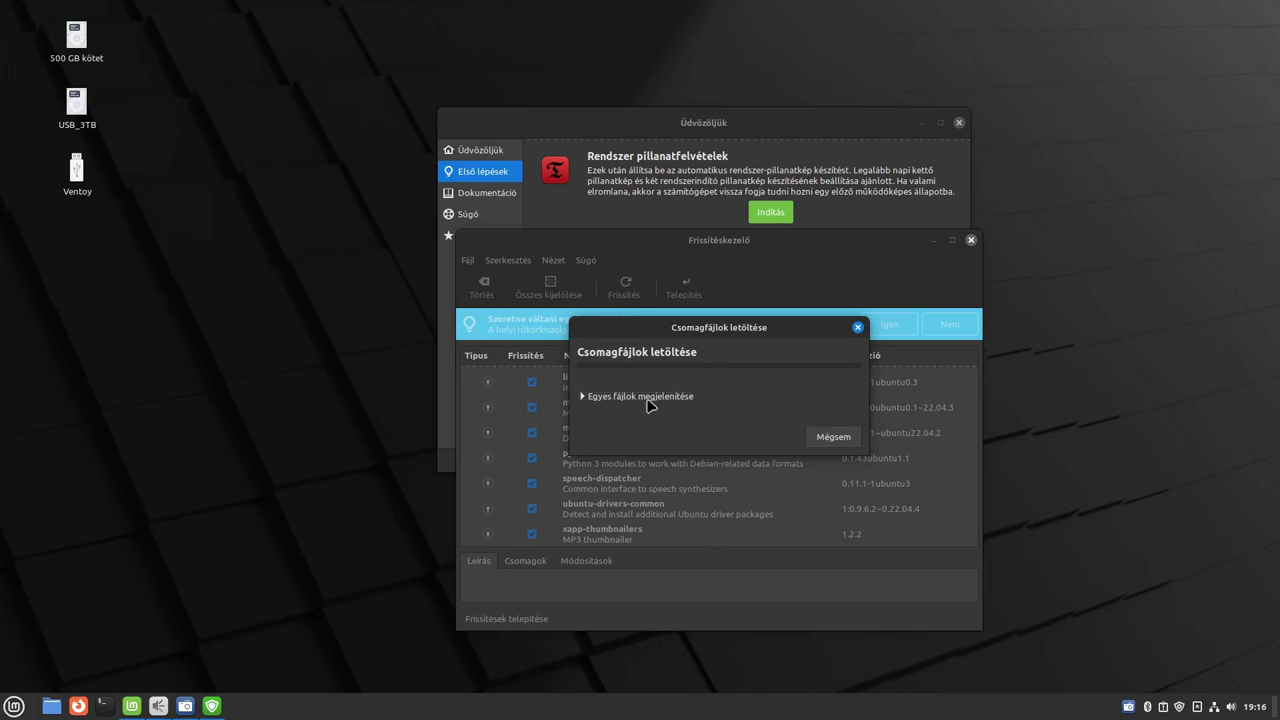 500 GB kötet
USB_3TB
Ventoy
Üdvözöljük
Üdvözöljük
Első lépések
Dokumentáció
Súgó
Rendszer pillanatfelvételek
Ezek után állítsa be az automatikus rendszer-pillanatkép készítést. Legalább napi kettő
pillanatkép és két rendszerindító pillanatkép készítésének beállítása ajánlott. Ha valami
elromlana, akkor a számítógépet vissza fogja tudni hozni egy előző működőképes állapotba.
Indítás
Frissítéskezelő
Fájl Szerkesztés Nézet Súgó
Törlés Összes kijelölése Frissítés Telepítés
Szeretne váltani
A helyi tükörkiszol
Igen Nem
Típus Frissítés
Csomagfájlok letöltése
Csomagfájlok letöltése
Egyes fájlok megjelenítése
Mégsem
1ubuntu0.3
0ubuntu0.1~22.04.3
1~ubuntu22.04.2
Python 3 modules to work with Debian-related data formats
0.1.43ubuntu1.1
speech-dispatcher
Common interface to speech synthesizers
0.11.1-1ubuntu3
ubuntu-drivers-common
Detect and install additional Ubuntu driver packages
1:0.9.6.2~0.22.04.4
xapp-thumbnailers
MP3 thumbnailer
1.2.2
Leírás Csomagok Módosítások
Frissítések telepítése
19:16